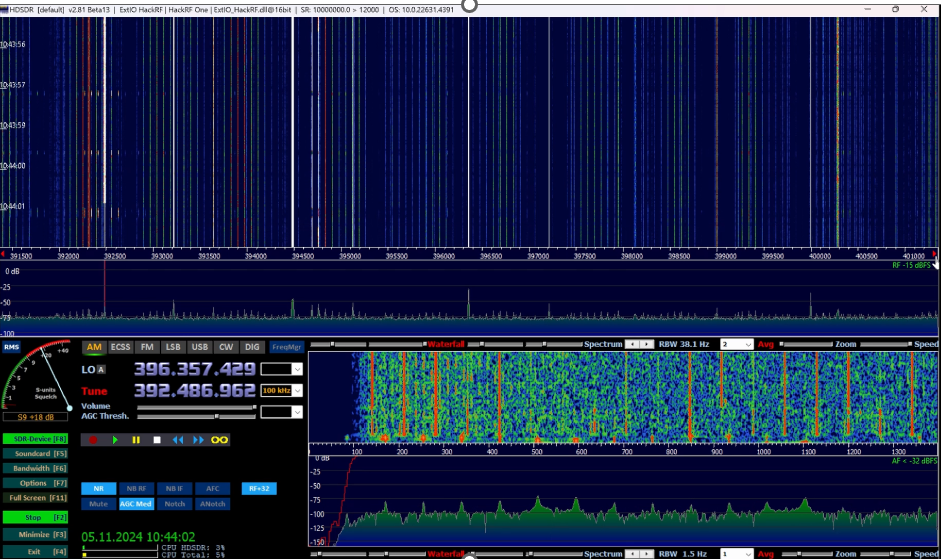 HDSDR [default] v2.81 Beta13 | ExtIO HackRF | HackRF One | ExtIO_HackRF.dll@16bit | SR: 10000000.0 > 12000 | OS: 10.0.22631.4391
10:43:56
10:43:57
10:43:59
10:44:00
10:44:01
391500 392000 392500 393000 393500 394000 394500 395000 395500 396000 396500 397000 397500 398000 398500 399000 399500 400000 400500 401000
0 dB
RF -15 dBFS
-25
-50
-75
-100
RMS
+20 +40
1 3 5 7 9
S-units
Squelch
S9 +18 dB
AM ECSS FM LSB USB CW DIG FreqMgr
LO A 396.357.429
Tune 392.486.962 100 kHz
Volume
AGC Thresh.
SDR-Device [F8]
Soundcard [F5]
Bandwidth [F6]
Options [F7]
Full Screen [F11]
Stop [F2]
Minimize [F3]
Exit [F4]
NR NB RF NB IF AFC RF+32
Mute AGC Med Notch ANotch
05.11.2024 10:44:02
CPU HDSDR: 3%
CPU Total: 5%
Waterfall Spectrum RBW 38.1 Hz 2 Avg Zoom Speed
100 200 300 400 500 600 700 800 900 1000 1100 1200 1300
0 dB
AF < -32 dBFS
-25
-50
-75
-100
-125
-150
Waterfall Spectrum RBW 1.5 Hz 1 Avg Zoom Speed